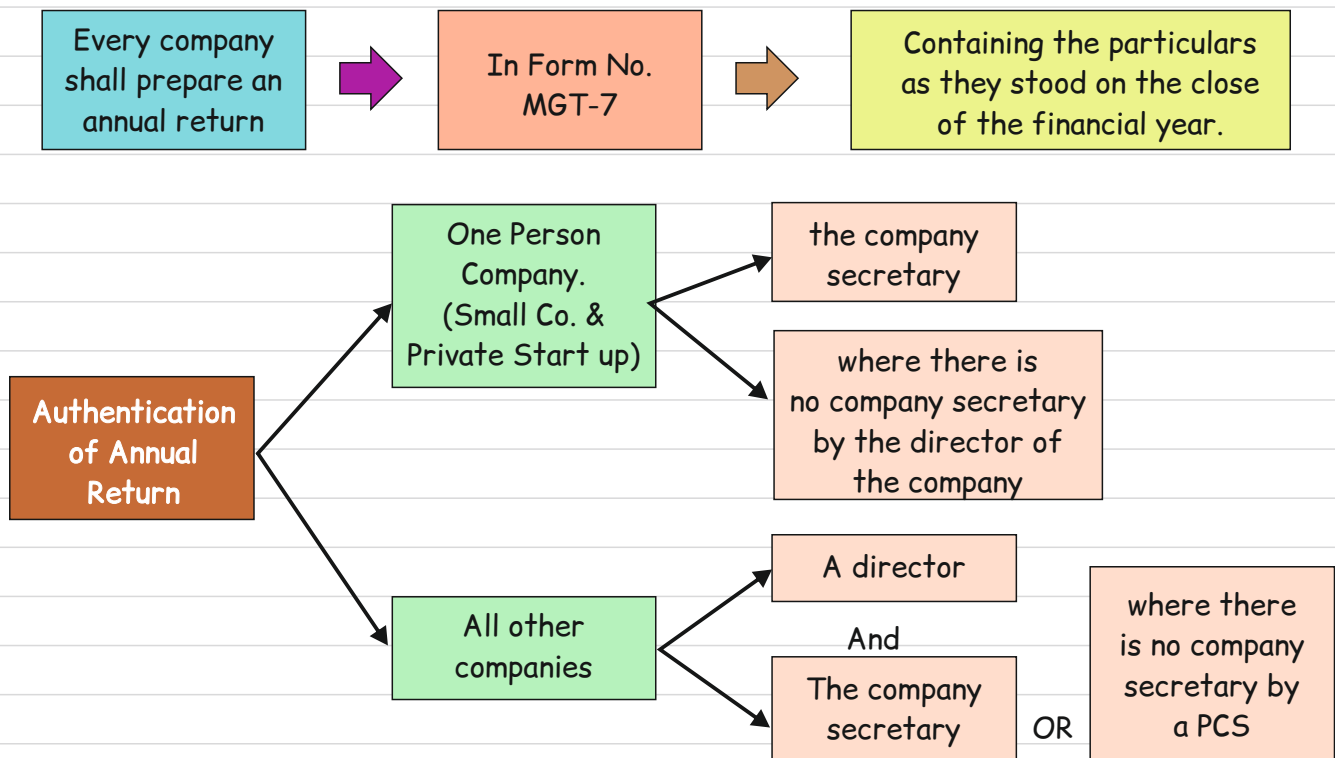 Every company
shall prepare an
annual return
In Form No.
MGT-7
Containing the particulars
as they stood on the close
of the financial year.
One Person
Company.
(Small Co. &
Private Start up)
the company
secretary
where there is
no company secretary
by the director of
the company
Authentication
of Annual
Return
All other
companies
A director
And
The company
secretary
OR
where there
is no company
secretary by
a PCS